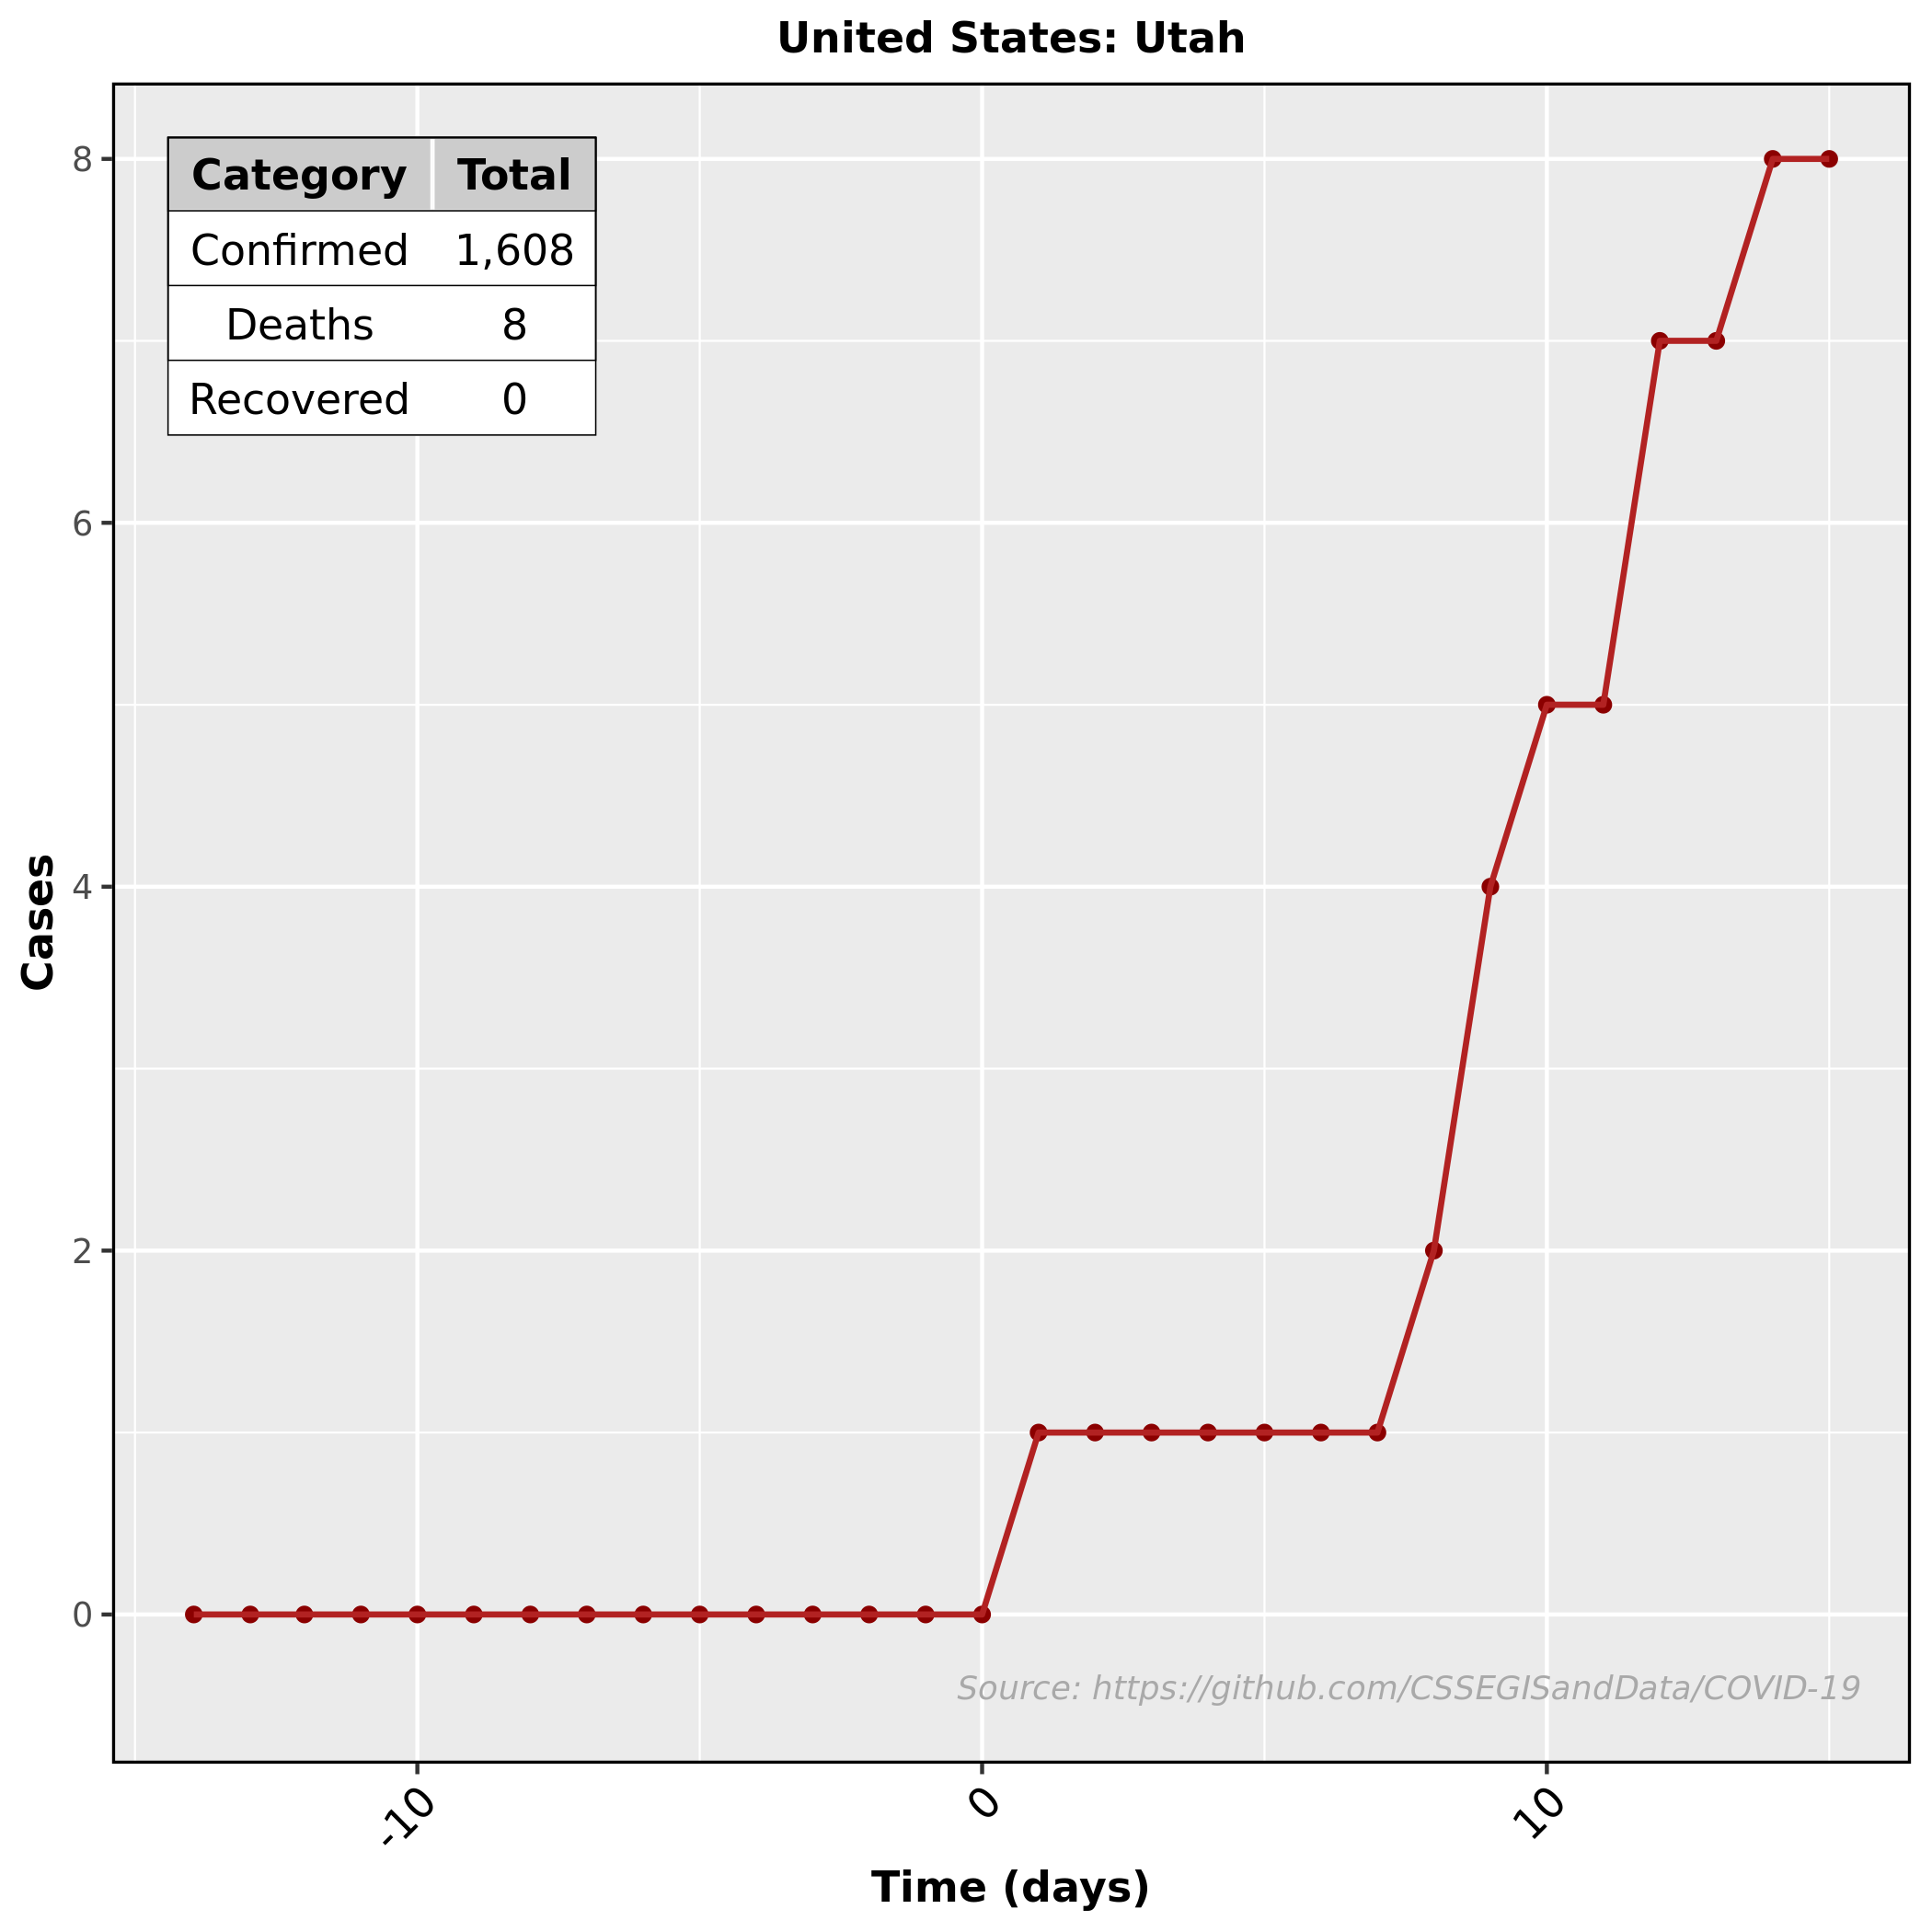 United States: Utah
Category Total
Confirmed 1,608
Deaths 8
Recovered 0
8
6
4
2
0
Cases
Source: https://github.com/CSSEGISandData/COVID-19
-10 0 10
Time (days)